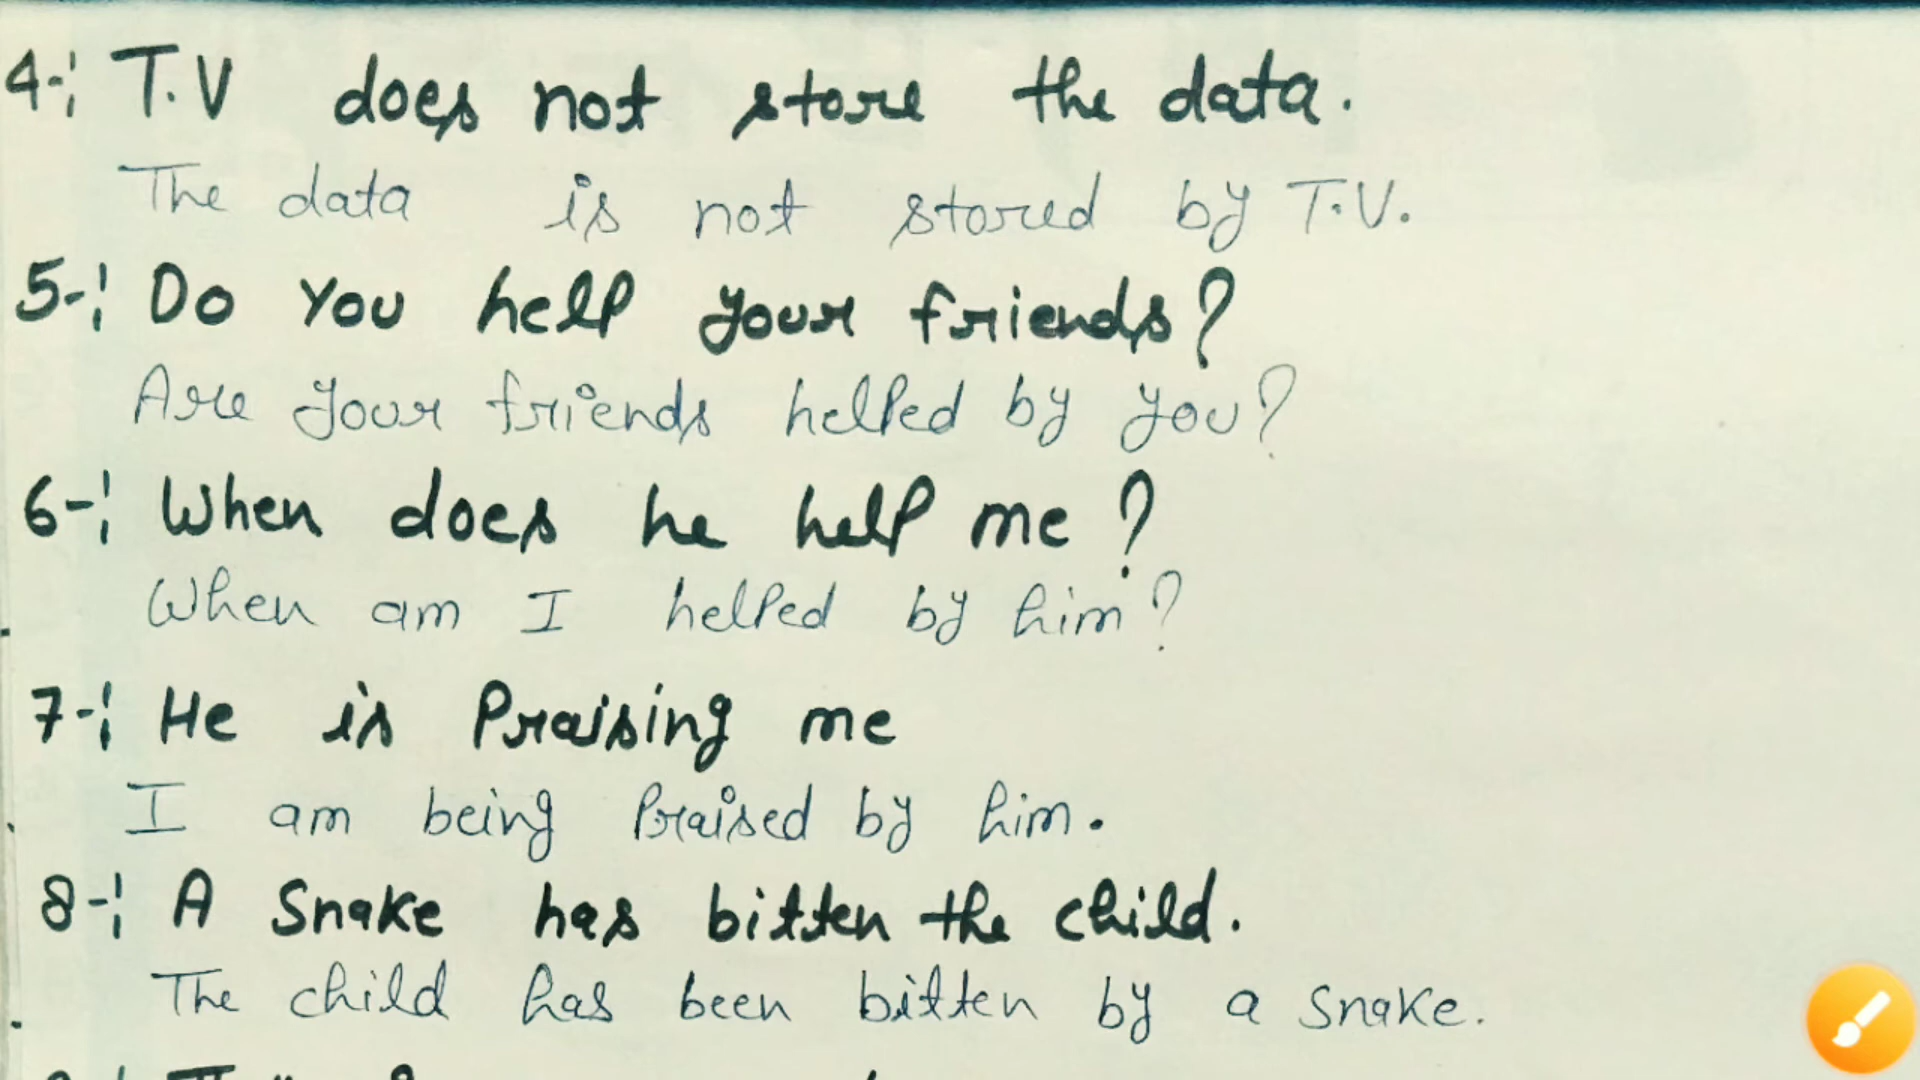 4-: T.V does not store the data.
The data is not stored by T.V.
5-: Do You help your friends?
Are your friends helped by you?
6-: When does he help me?
When am I helped by him?
7-: He is Praising me
I am being Praised by him.
8-: A Snake has bitten the child.
The child has been bitten by a snake.